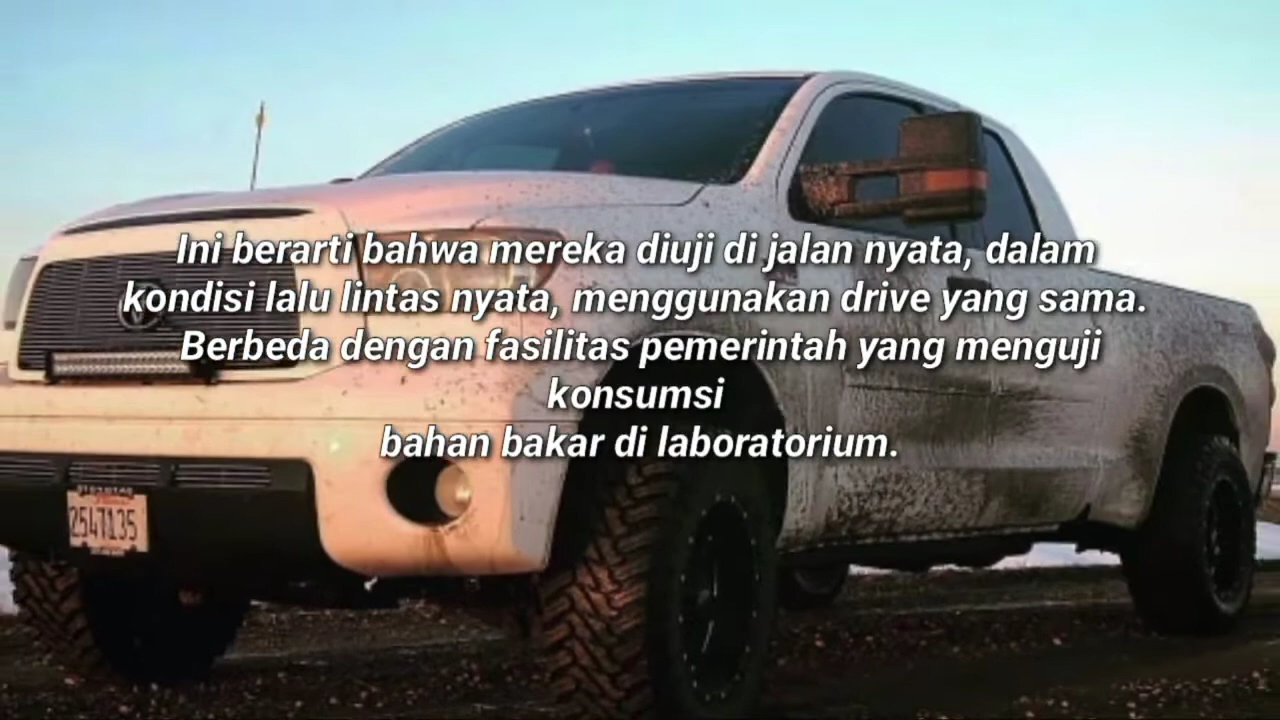 Ini berarti bahwa mereka diuji di jalan nyata, dalam
kondisi lalu lintas nyata, menggunakan drive yang sama.
Berbeda dengan fasilitas pemerintah yang menguji
konsumsi
bahan bakar di laboratorium.
2547135